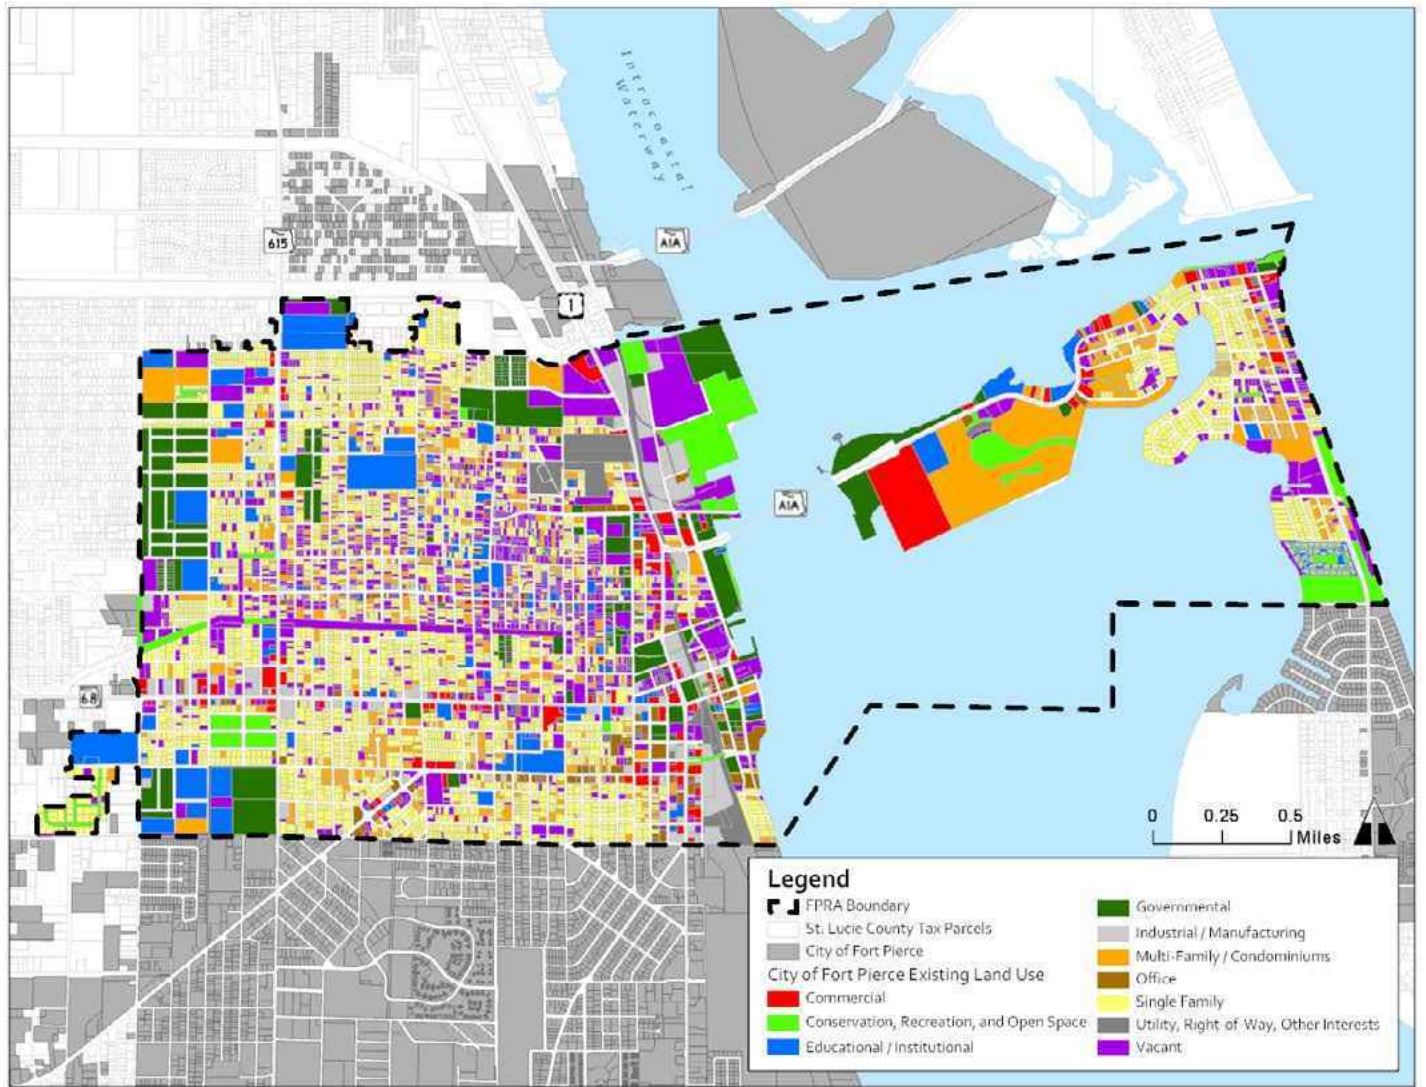 Intracoastal
Waterway
615
A1A
1
A1A
68
0 0.25 0.5
Miles
Legend
FPRA Boundary
St. Lucie County Tax Parcels
City of Fort Pierce
City of Fort Pierce Existing Land Use
Commercial
Conservation, Recreation, and Open Space
Educational / Institutional
Governmental
Industrial / Manufacturing
Multi-Family / Condominiums
Office
Single Family
Utility, Right-of-Way, Other Interests
Vacant